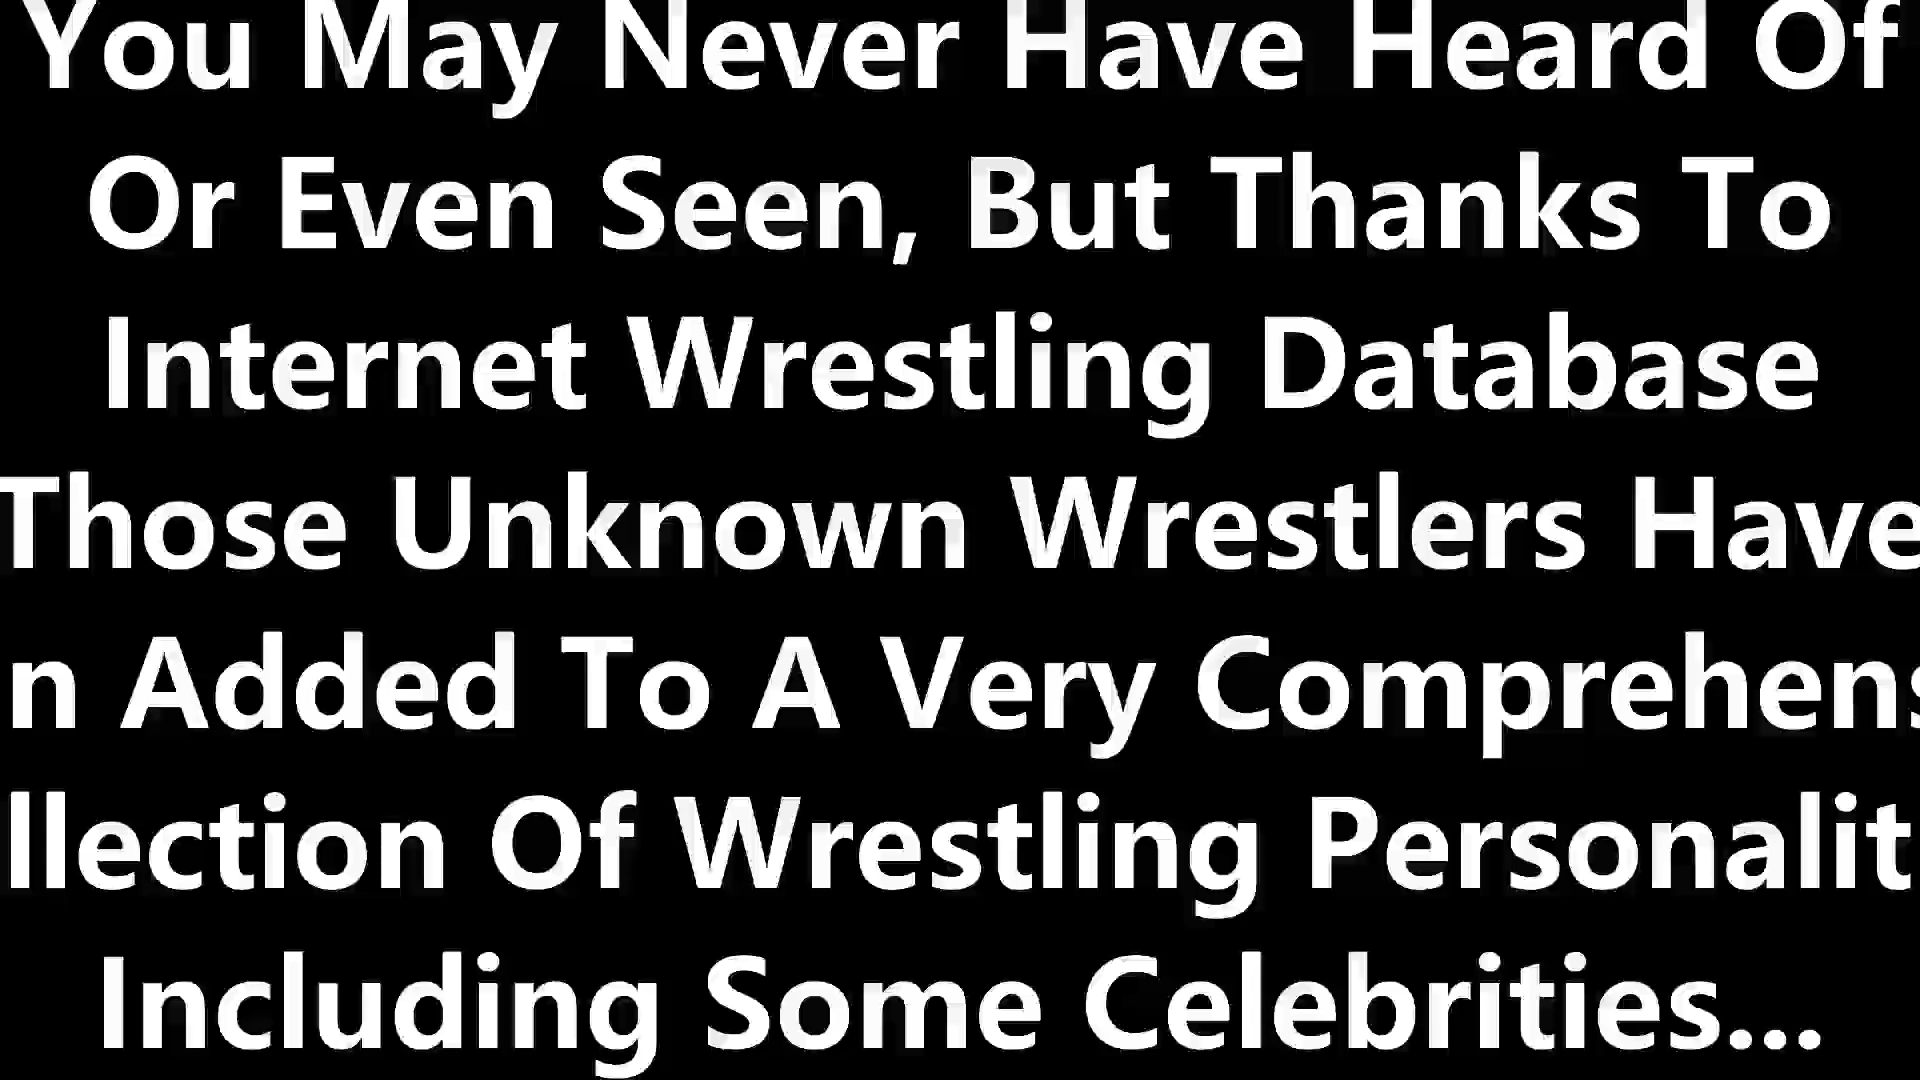 You May Never Have Heard Of
Or Even Seen, But Thanks To
Internet Wrestling Database
Those Unknown Wrestlers Have
n Added To A Very Comprehens
llection Of Wrestling Personalit
Including Some Celebrities...